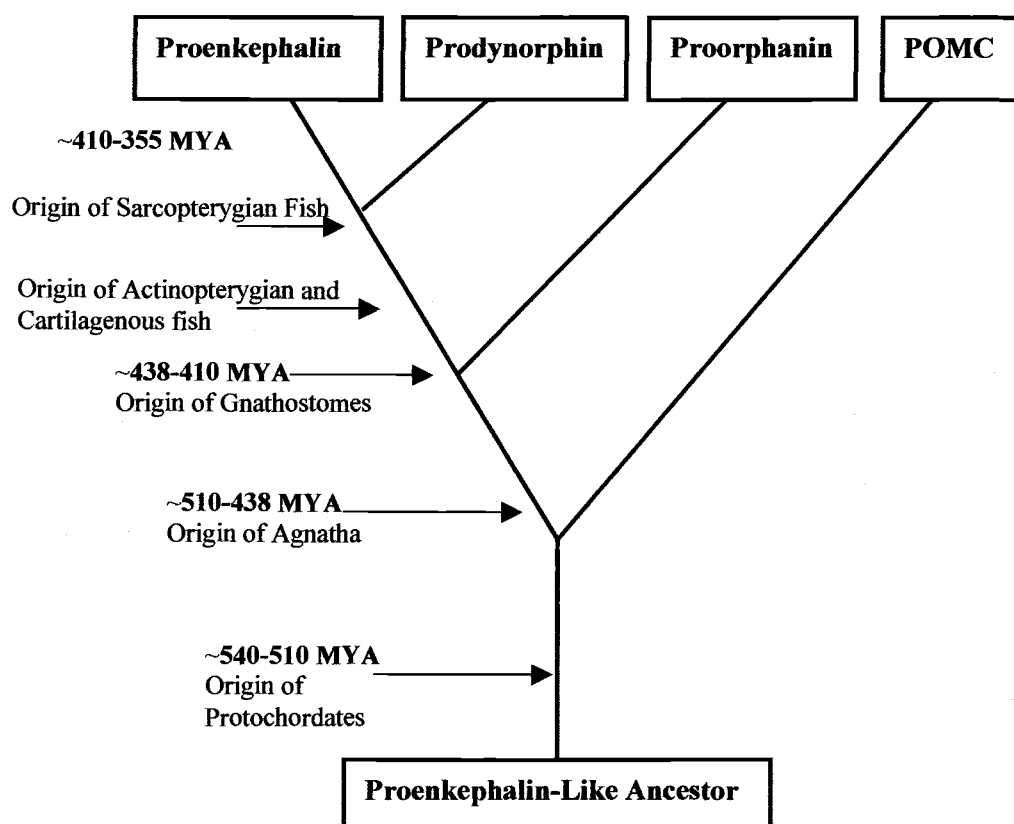 Proenkephalin
Prodynorphin
Proorphanin
POMC
~410-355 MYA
Origin of Sarcopterygian Fish
Origin of Actinopterygian and
Cartilagenous fish
~438-410 MYA
Origin of Gnathostomes
~510-438 MYA
Origin of Agnatha
~540-510 MYA
Origin of
Protochordates
Proenkephalin-Like Ancestor